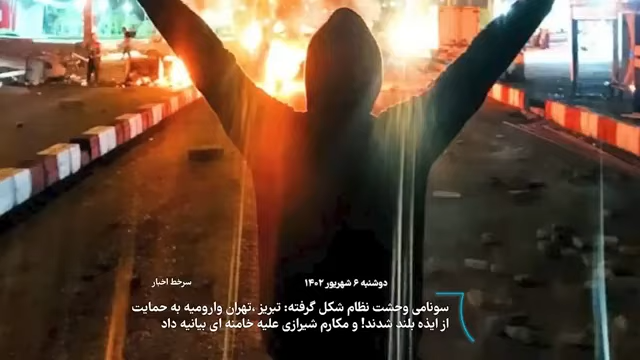 دوشنبه ۶ شهریور ۱۴۰۲
سرخط اخبار
سونامی وحشت نظام شکل گرفته: تبریز ،تهران وارومیه به حمایت
از ایذه بلند شدند! و مکارم شیرازی علیه خامنه ای بیانیه داد